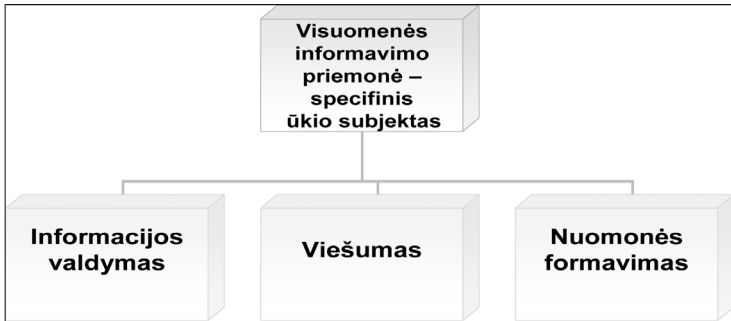 Visuomenės
informavimo
priemonė –
specifinis
ūkio subjektas
Informacijos
valdymas
Viešumas
Nuomonės
formavimas